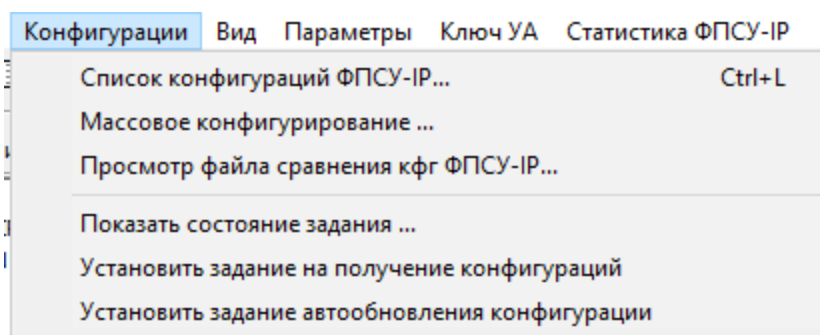 Конфигурации Вид Параметры Ключ УА Статистика ФПСУ-IP
Список конфигураций ФПСУ-IP... Ctrl+L
Массовое конфигурирование ...
Просмотр файла сравнения кфг ФПСУ-IP...
Показать состояние задания ...
Установить задание на получение конфигураций
Установить задание автообновления конфигурации